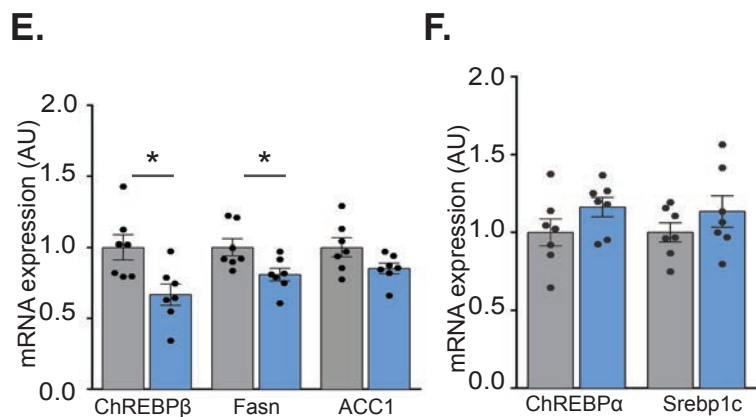 E.
mRNA expression (AU)
2.0
1.5
1.0
0.5
0.0
*
*
ChREBPβ Fasn ACC1
F.
mRNA expression (AU)
2.0
1.5
1.0
0.5
0.0
ChREBPα Srebp1c